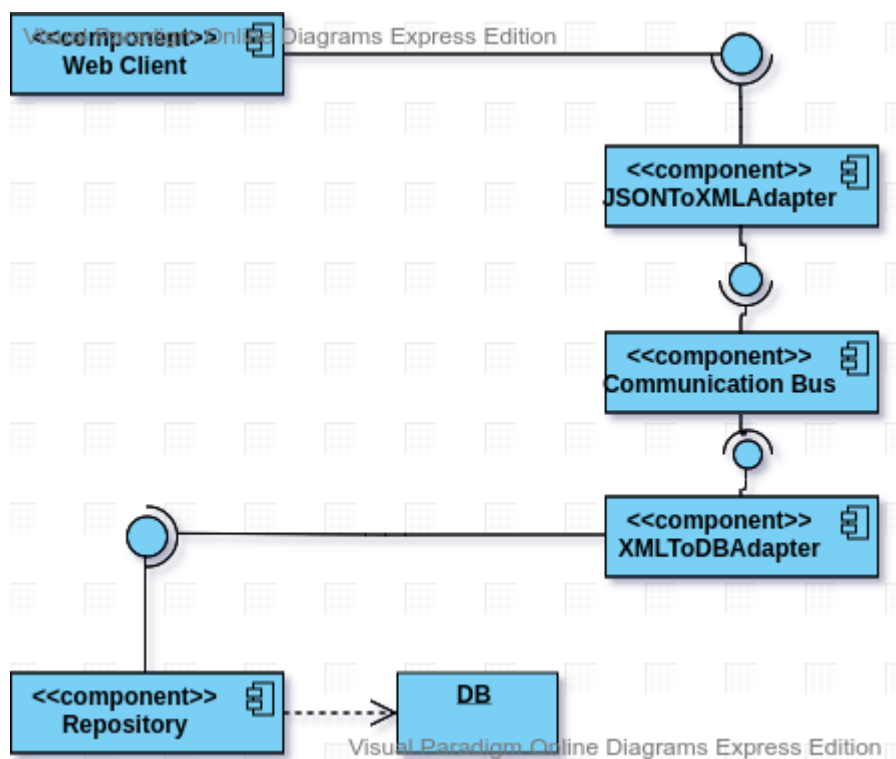 Visual Paradigm Online Diagrams Express Edition
<<component>>
Web Client
<<component>>
JSONToXMLAdapter
<<component>>
Communication Bus
<<component>>
XMLToDBAdapter
<<component>>
Repository
DB
Visual Paradigm Online Diagrams Express Edition